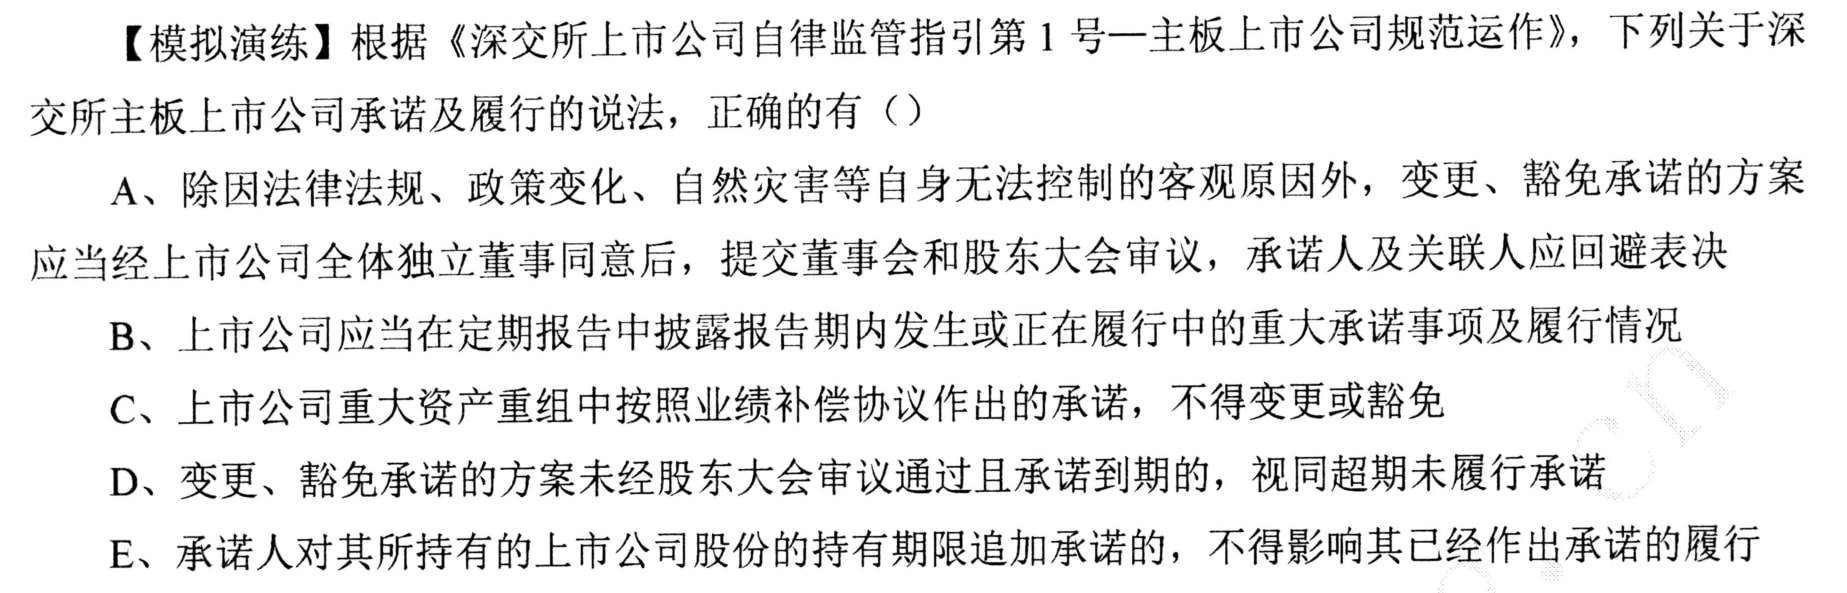 【模拟演练】根据《深交所上市公司自律监管指引第 1 号—主板上市公司规范运作》，下列关于深
交所主板上市公司承诺及履行的说法，正确的有（）
A、除因法律法规、政策变化、自然灾害等自身无法控制的客观原因外，变更、豁免承诺的方案
应当经上市公司全体独立董事同意后，提交董事会和股东大会审议，承诺人及关联人应回避表决
B、上市公司应当在定期报告中披露报告期内发生或正在履行中的重大承诺事项及履行情况
C、上市公司重大资产重组中按照业绩补偿协议作出的承诺，不得变更或豁免
D、变更、豁免承诺的方案未经股东大会审议通过且承诺到期的，视同超期未履行承诺
E、承诺人对其所持有的上市公司股份的持有期限追加承诺的，不得影响其已经作出承诺的履行